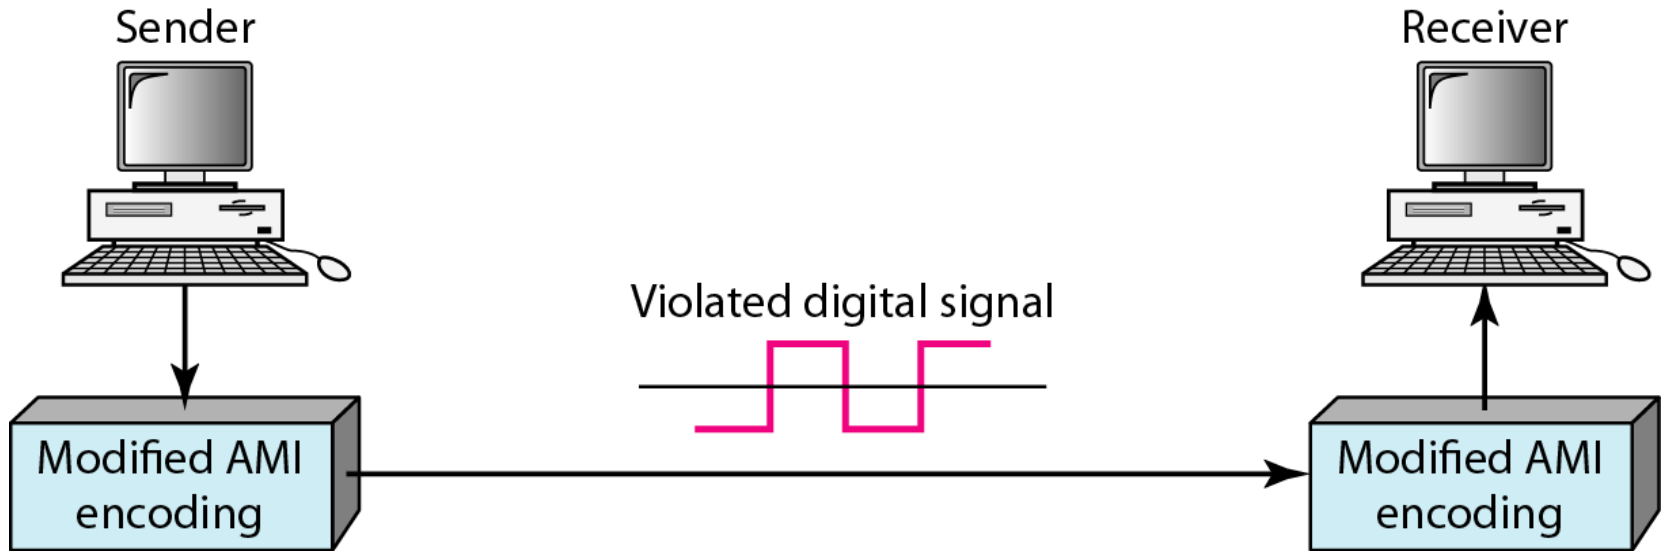 Sender
Receiver
Violated digital signal
Modified AMI
encoding
Modified AMI
encoding